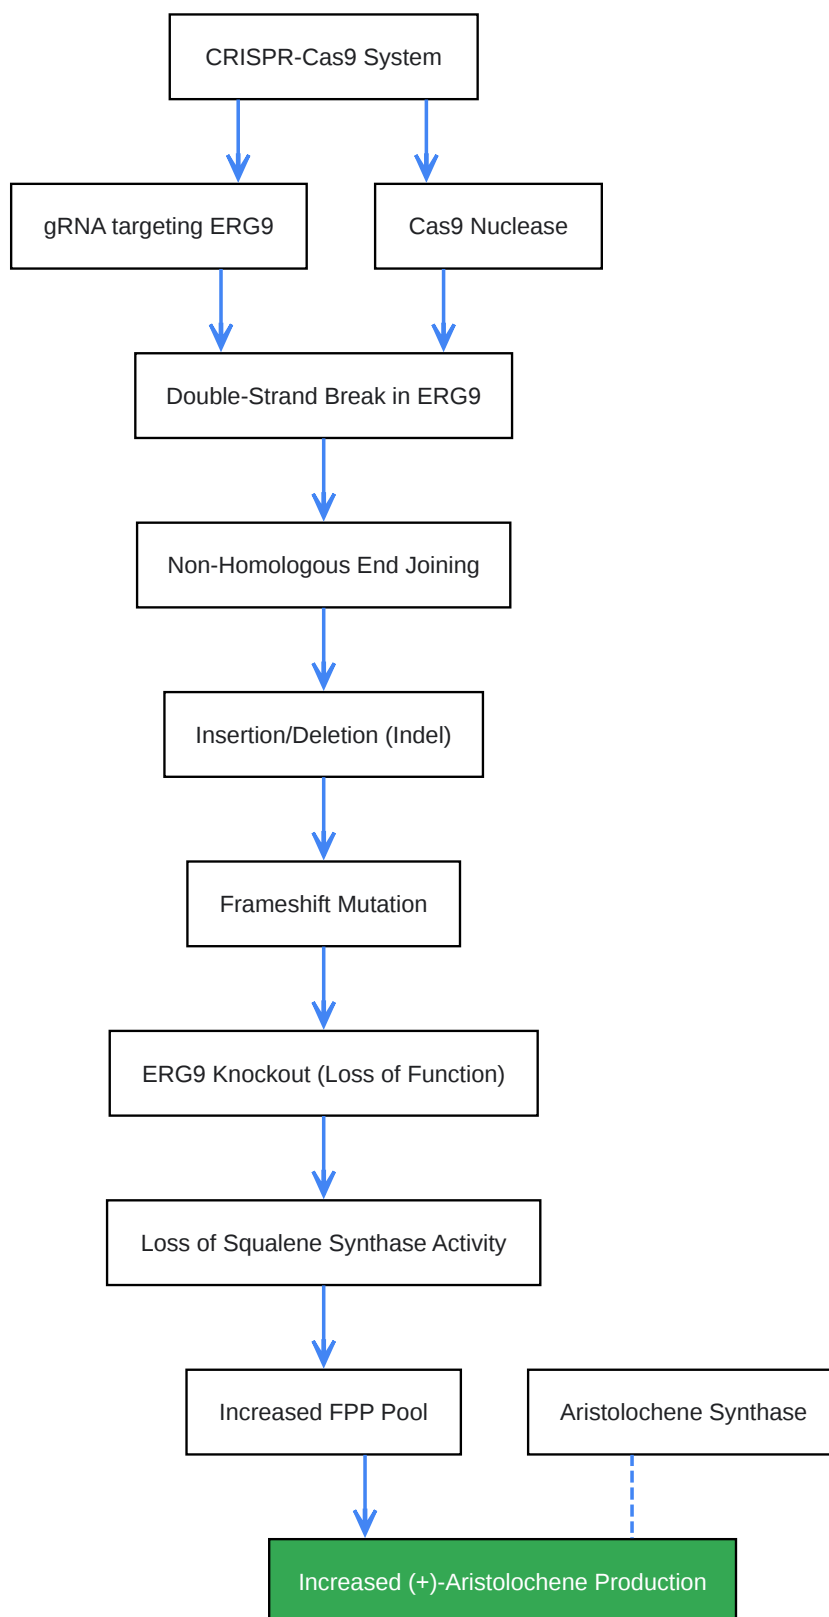 CRISPR-Cas9 System
gRNA targeting ERG9
Cas9 Nuclease
Double-Strand Break in ERG9
Non-Homologous End Joining
Insertion/Deletion (Indel)
Frameshift Mutation
ERG9 Knockout (Loss of Function)
Loss of Squalene Synthase Activity
Increased FPP Pool
Aristolochene Synthase
Increased (+)-Aristolochene Production